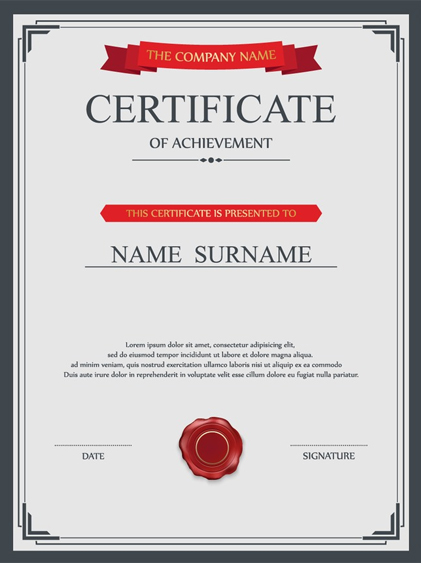 THE COMPANY NAME
CERTIFICATE
OF ACHIEVEMENT
THIS CERTIFICATE IS PRESENTED TO
NAME SURNAME
Lorem ipsum dolor sit amet, consectetur adipisicing elit,
sed do eiusmod tempor incididunt ut labore et dolore magna aliqua.
ad minim veniam, quis nostrud exercitation ullamco laboris nisi ut aliquip ex ea commodo
Duis aute irure dolor in reprehenderit in voluptate velit esse cillum dolore eu fugiat nulla pariatur.
DATE
SIGNATURE